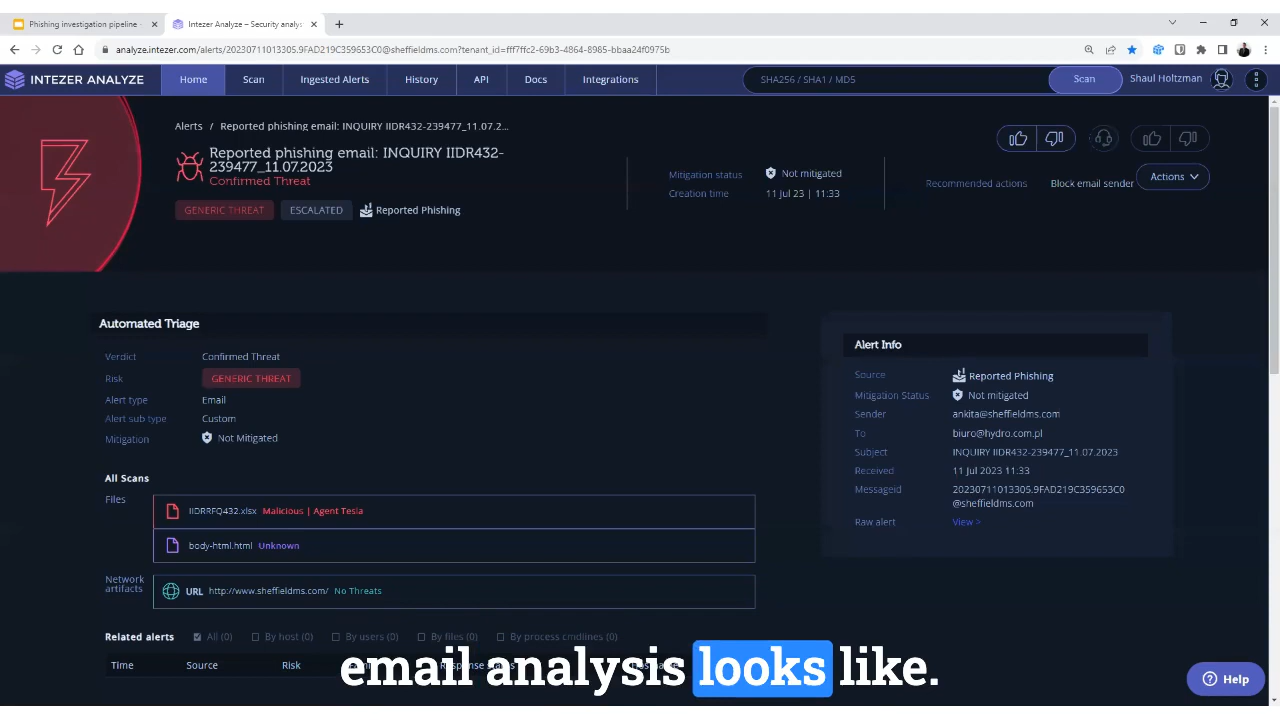 Phishing investigation pipeline -
Intezer Analyze – Security analys
analyze.intezer.com/alerts/20230711013305.9FAD219C359653C0@sheffieldms.com?tenant_id=fff7ffc2-69b3-4864-8985-bbaa24f0975b
INTEZER ANALYZE
Home
Scan
Ingested Alerts
History
API
Docs
Integrations
SHA256 / SHA1 / MD5
Scan
Shaul Holtzman
Alerts / Reported phishing email: INQUIRY IIDR432-239477_11.07.2...
Reported phishing email: INQUIRY IIDR432-
239477_11.07.2023
Confirmed Threat
GENERIC THREAT
ESCALATED
Reported Phishing
Mitigation status Not mitigated
Creation time 11 Jul 23 | 11:33
Recommended actions Block email sender
Actions
Automated Triage
Verdict Confirmed Threat
Risk GENERIC THREAT
Alert type Email
Alert sub type Custom
Mitigation Not Mitigated
All Scans
Files
IIDRRFQ432.xlsx Malicious | Agent Tesla
body-html.html Unknown
Network
artifacts
URL http://www.sheffieldms.com/ No Threats
Related alerts All (0) By host (0) By users (0) By files (0) By process cmdlines (0)
Time Source Risk
Alert Info
Source Reported Phishing
Mitigation Status Not mitigated
Sender ankita@sheffieldms.com
To biuro@hydro.com.pl
Subject INQUIRY IIDR432-239477_11.07.2023
Received 11 Jul 2023 11:33
Messageid 20230711013305.9FAD219C359653C0
@sheffieldms.com
Raw alert View >
email analysis looks like.
Help